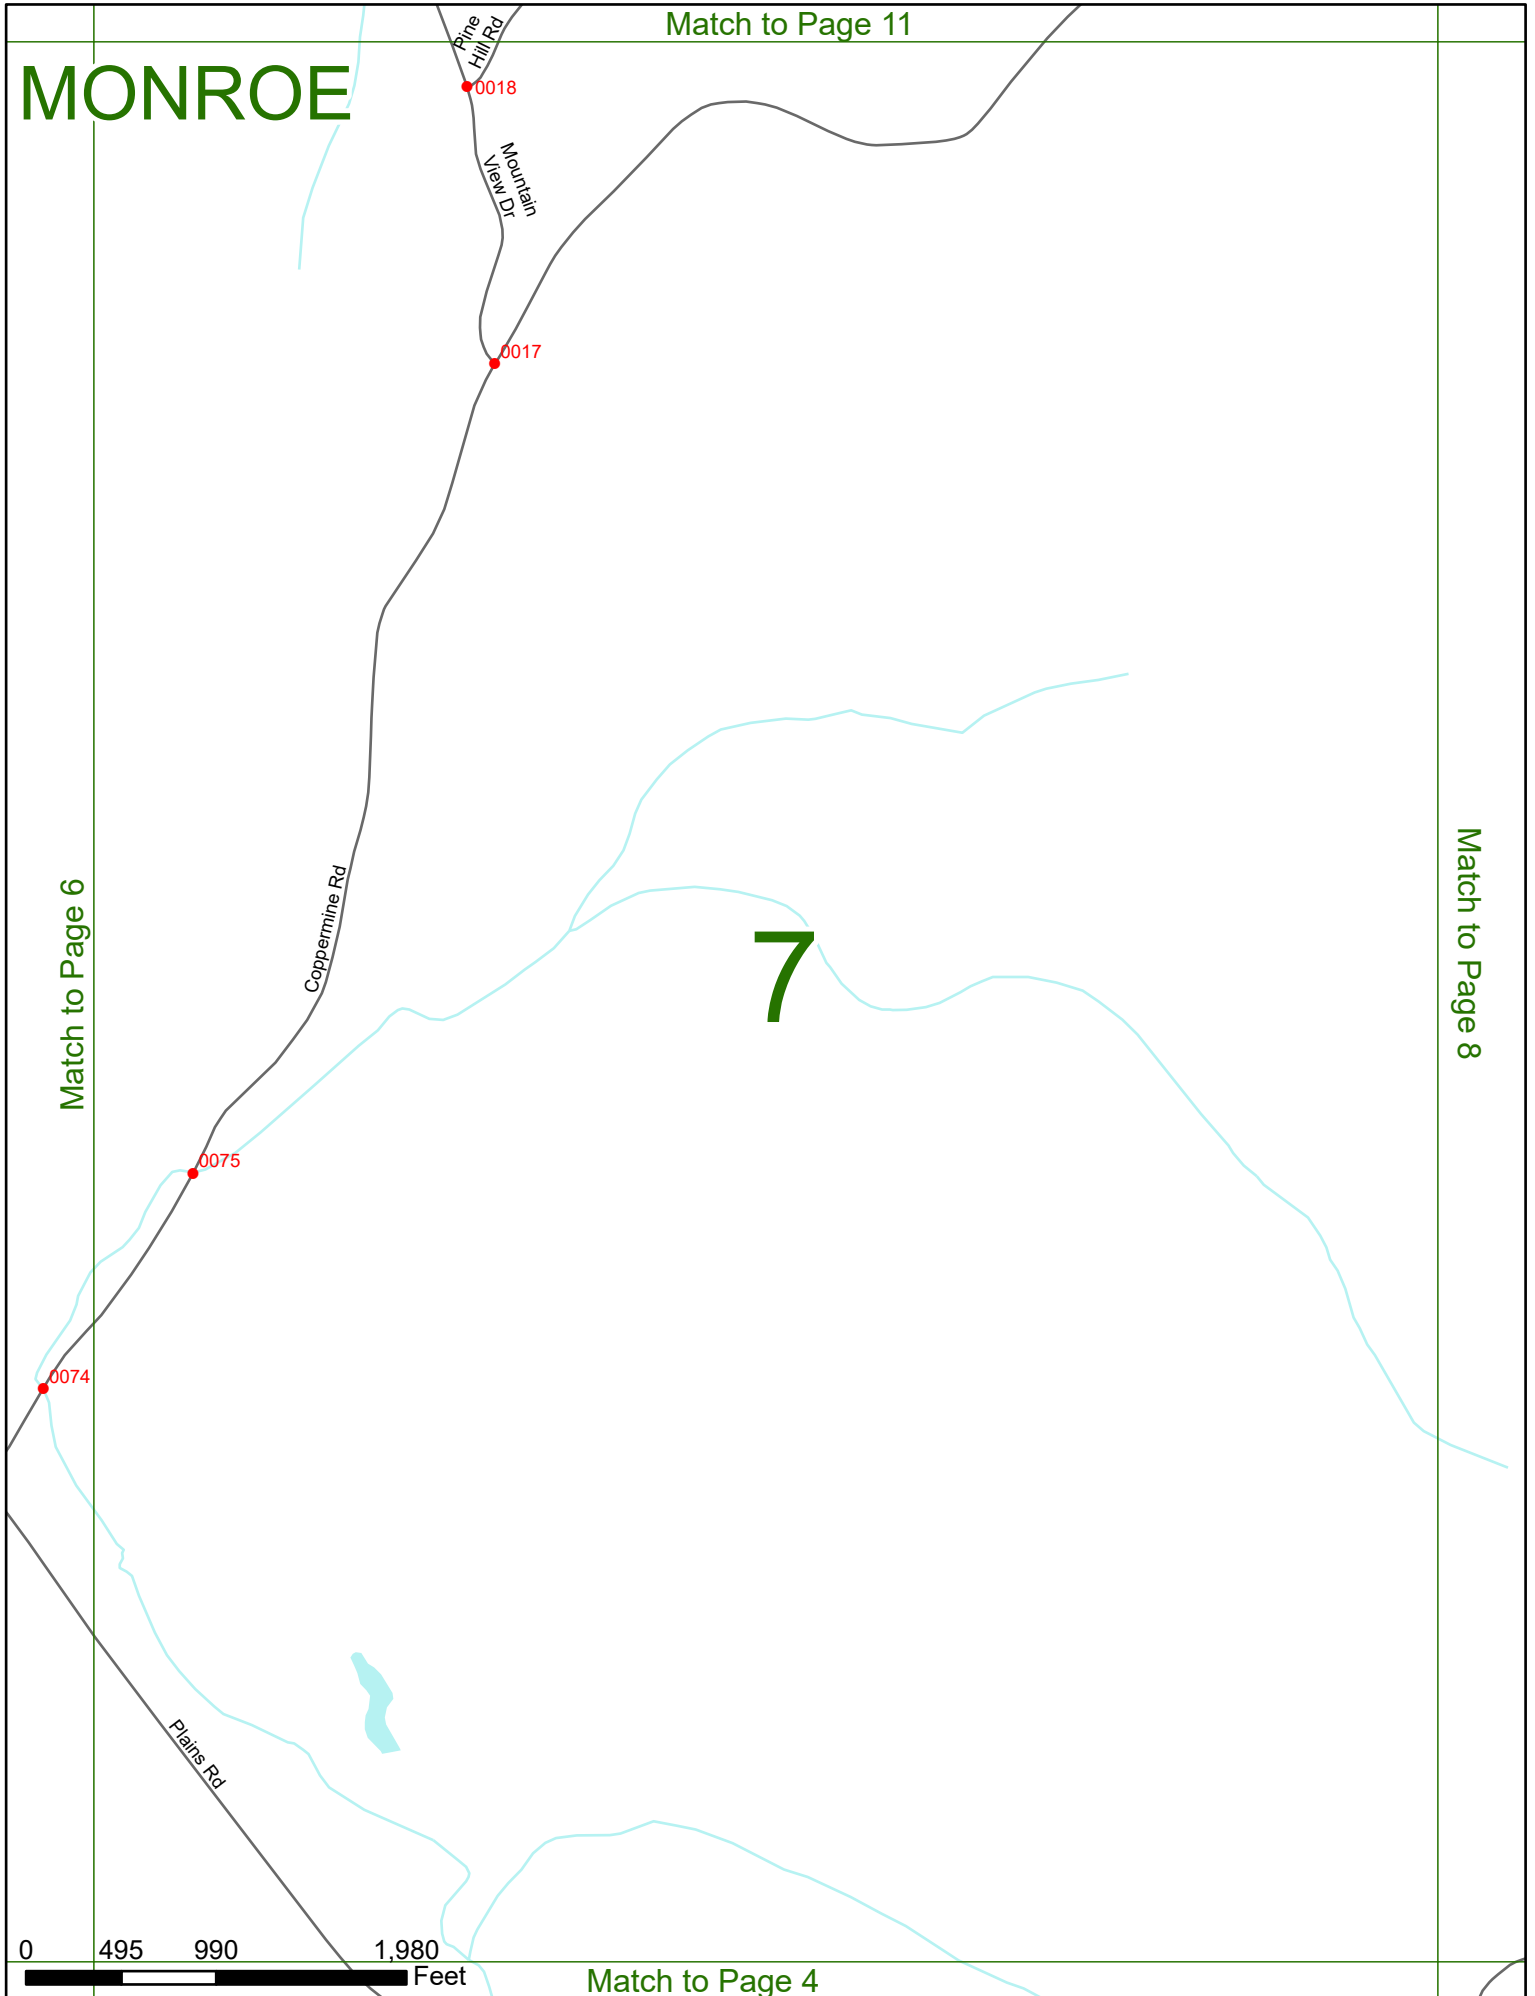 Match to Page 11
MONROE
Pine
Hill Rd
0018
Mountain
View Dr
0017
Coppermine Rd
Match to Page 6
7
Match to Page 8
0075
0074
Plains Rd
0 495 990 1,980
Feet
Match to Page 4